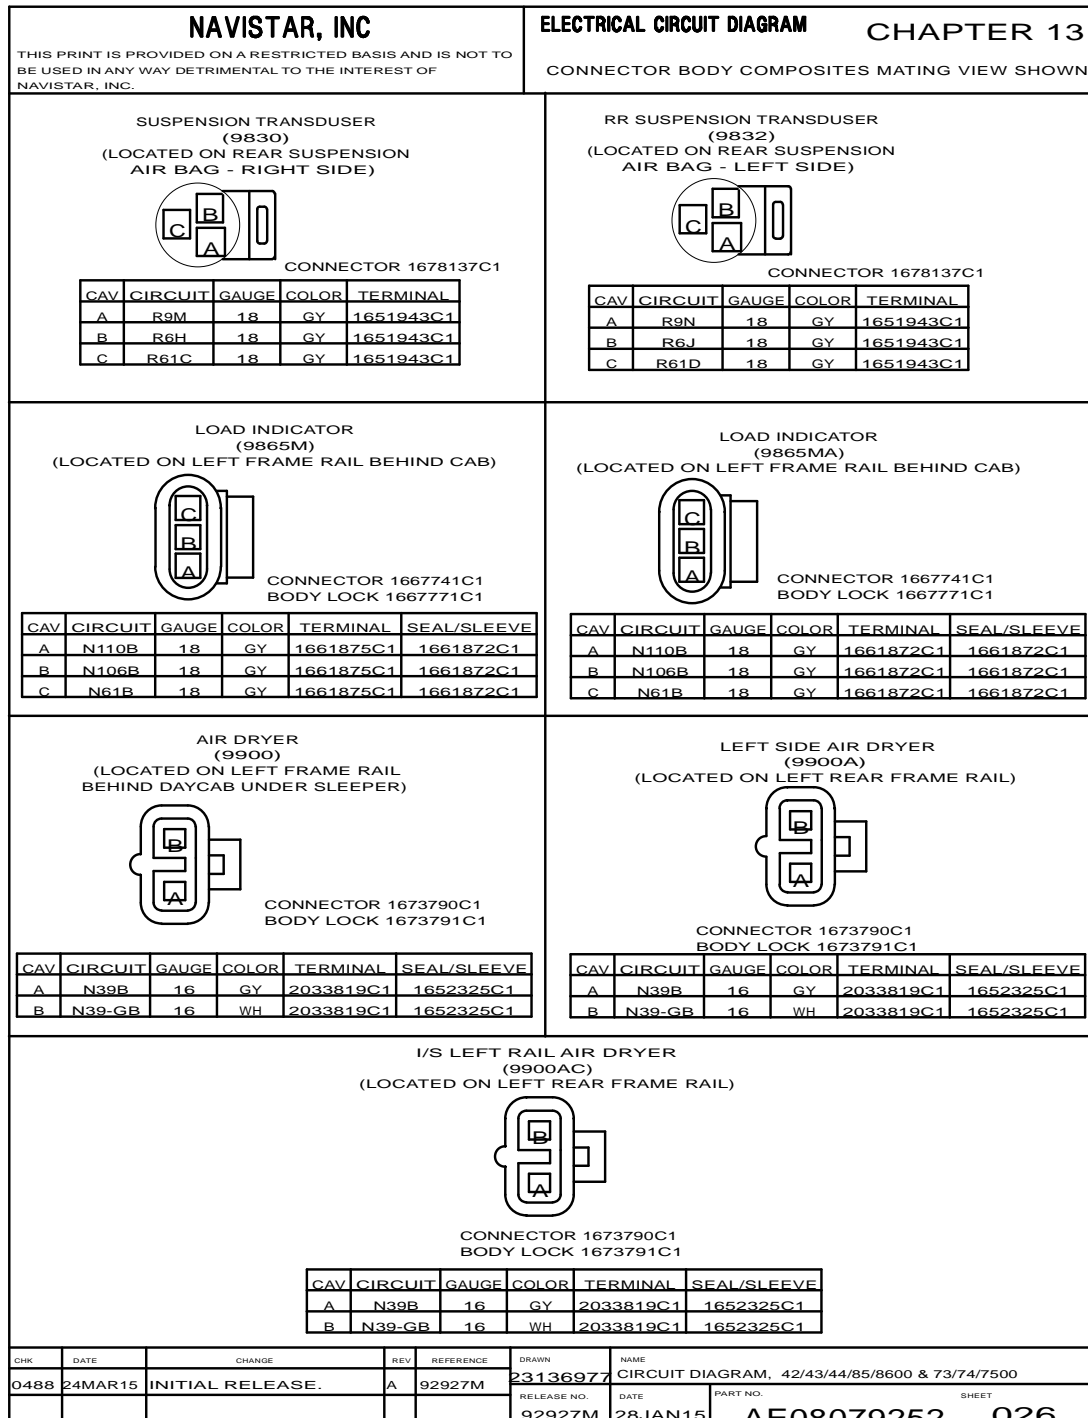 NAVISTAR, INC
THIS PRINT IS PROVIDED ON A RESTRICTED BASIS AND IS NOT TO
BE USED IN ANY WAY DETRIMENTAL TO THE INTEREST OF
NAVISTAR, INC.
ELECTRICAL CIRCUIT DIAGRAM CHAPTER 13
CONNECTOR BODY COMPOSITES MATING VIEW SHOWN
SUSPENSION TRANSDUSER
(9830)
(LOCATED ON REAR SUSPENSION
AIR BAG - RIGHT SIDE)
B
C
A
CONNECTOR 1678137C1
CAV CIRCUIT GAUGE COLOR TERMINAL
A R9M 18 GY 1651943C1
B R6H 18 GY 1651943C1
C R61C 18 GY 1651943C1
RR SUSPENSION TRANSDUSER
(9832)
(LOCATED ON REAR SUSPENSION
AIR BAG - LEFT SIDE)
B
C
A
CONNECTOR 1678137C1
CAV CIRCUIT GAUGE COLOR TERMINAL
A R9N 18 GY 1651943C1
B R6J 18 GY 1651943C1
C R61D 18 GY 1651943C1
LOAD INDICATOR
(9865M)
(LOCATED ON LEFT FRAME RAIL BEHIND CAB)
C
B
A
CONNECTOR 1667741C1
BODY LOCK 1667771C1
CAV CIRCUIT GAUGE COLOR TERMINAL SEAL/SLEEVE
A N110B 18 GY 1661875C1 1661872C1
B N106B 18 GY 1661875C1 1661872C1
C N61B 18 GY 1661875C1 1661872C1
LOAD INDICATOR
(9865MA)
(LOCATED ON LEFT FRAME RAIL BEHIND CAB)
C
B
A
CONNECTOR 1667741C1
BODY LOCK 1667771C1
CAV CIRCUIT GAUGE COLOR TERMINAL SEAL/SLEEVE
A N110B 18 GY 1661872C1 1661872C1
B N106B 18 GY 1661872C1 1661872C1
C N61B 18 GY 1661872C1 1661872C1
AIR DRYER
(9900)
(LOCATED ON LEFT FRAME RAIL
BEHIND DAYCAB UNDER SLEEPER)
B
A
CONNECTOR 1673790C1
BODY LOCK 1673791C1
CAV CIRCUIT GAUGE COLOR TERMINAL SEAL/SLEEVE
A N39B 16 GY 2033819C1 1652325C1
B N39-GB 16 WH 2033819C1 1652325C1
LEFT SIDE AIR DRYER
(9900A)
(LOCATED ON LEFT REAR FRAME RAIL)
B
A
CONNECTOR 1673790C1
BODY LOCK 1673791C1
CAV CIRCUIT GAUGE COLOR TERMINAL SEAL/SLEEVE
A N39B 16 GY 2033819C1 1652325C1
B N39-GB 16 WH 2033819C1 1652325C1
I/S LEFT RAIL AIR DRYER
(9900AC)
(LOCATED ON LEFT REAR FRAME RAIL)
B
A
CONNECTOR 1673790C1
BODY LOCK 1673791C1
CAV CIRCUIT GAUGE COLOR TERMINAL SEAL/SLEEVE
A N39B 16 GY 2033819C1 1652325C1
B N39-GB 16 WH 2033819C1 1652325C1
CHK DATE CHANGE REV REFERENCE
0488 24MAR15 INITIAL RELEASE. A 92927M
DRAWN
23136977
NAME
CIRCUIT DIAGRAM, 42/43/44/85/8600 & 73/74/7500
RELEASE NO. DATE PART NO. SHEET
92927M 28JAN15 AE08079252 026